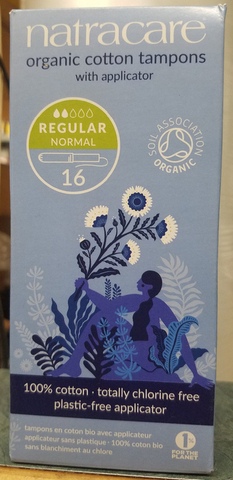 natracare
organic cotton tampons
with applicator
REGULAR
NORMAL
16
SOIL ASSOCIATION
ORGANIC
100% cotton · totally chlorine free
plastic-free applicator
tampons en coton bio avec applicateur
applicateur sans plastique · 100% coton bio
sans blanchiment au chlore
1%
FOR THE
PLANET